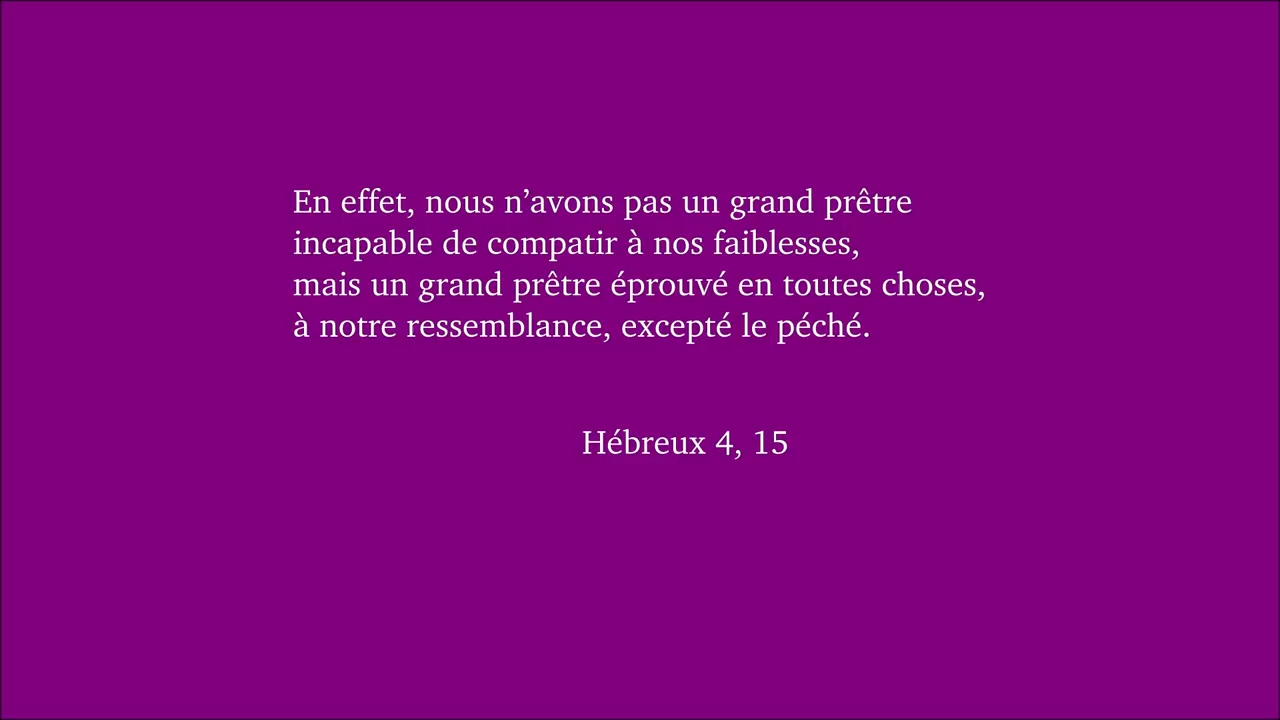 En effet, nous n’avons pas un grand prêtre
incapable de compatir à nos faiblesses,
mais un grand prêtre éprouvé en toutes choses,
à notre ressemblance, excepté le péché.
Hébreux 4, 15